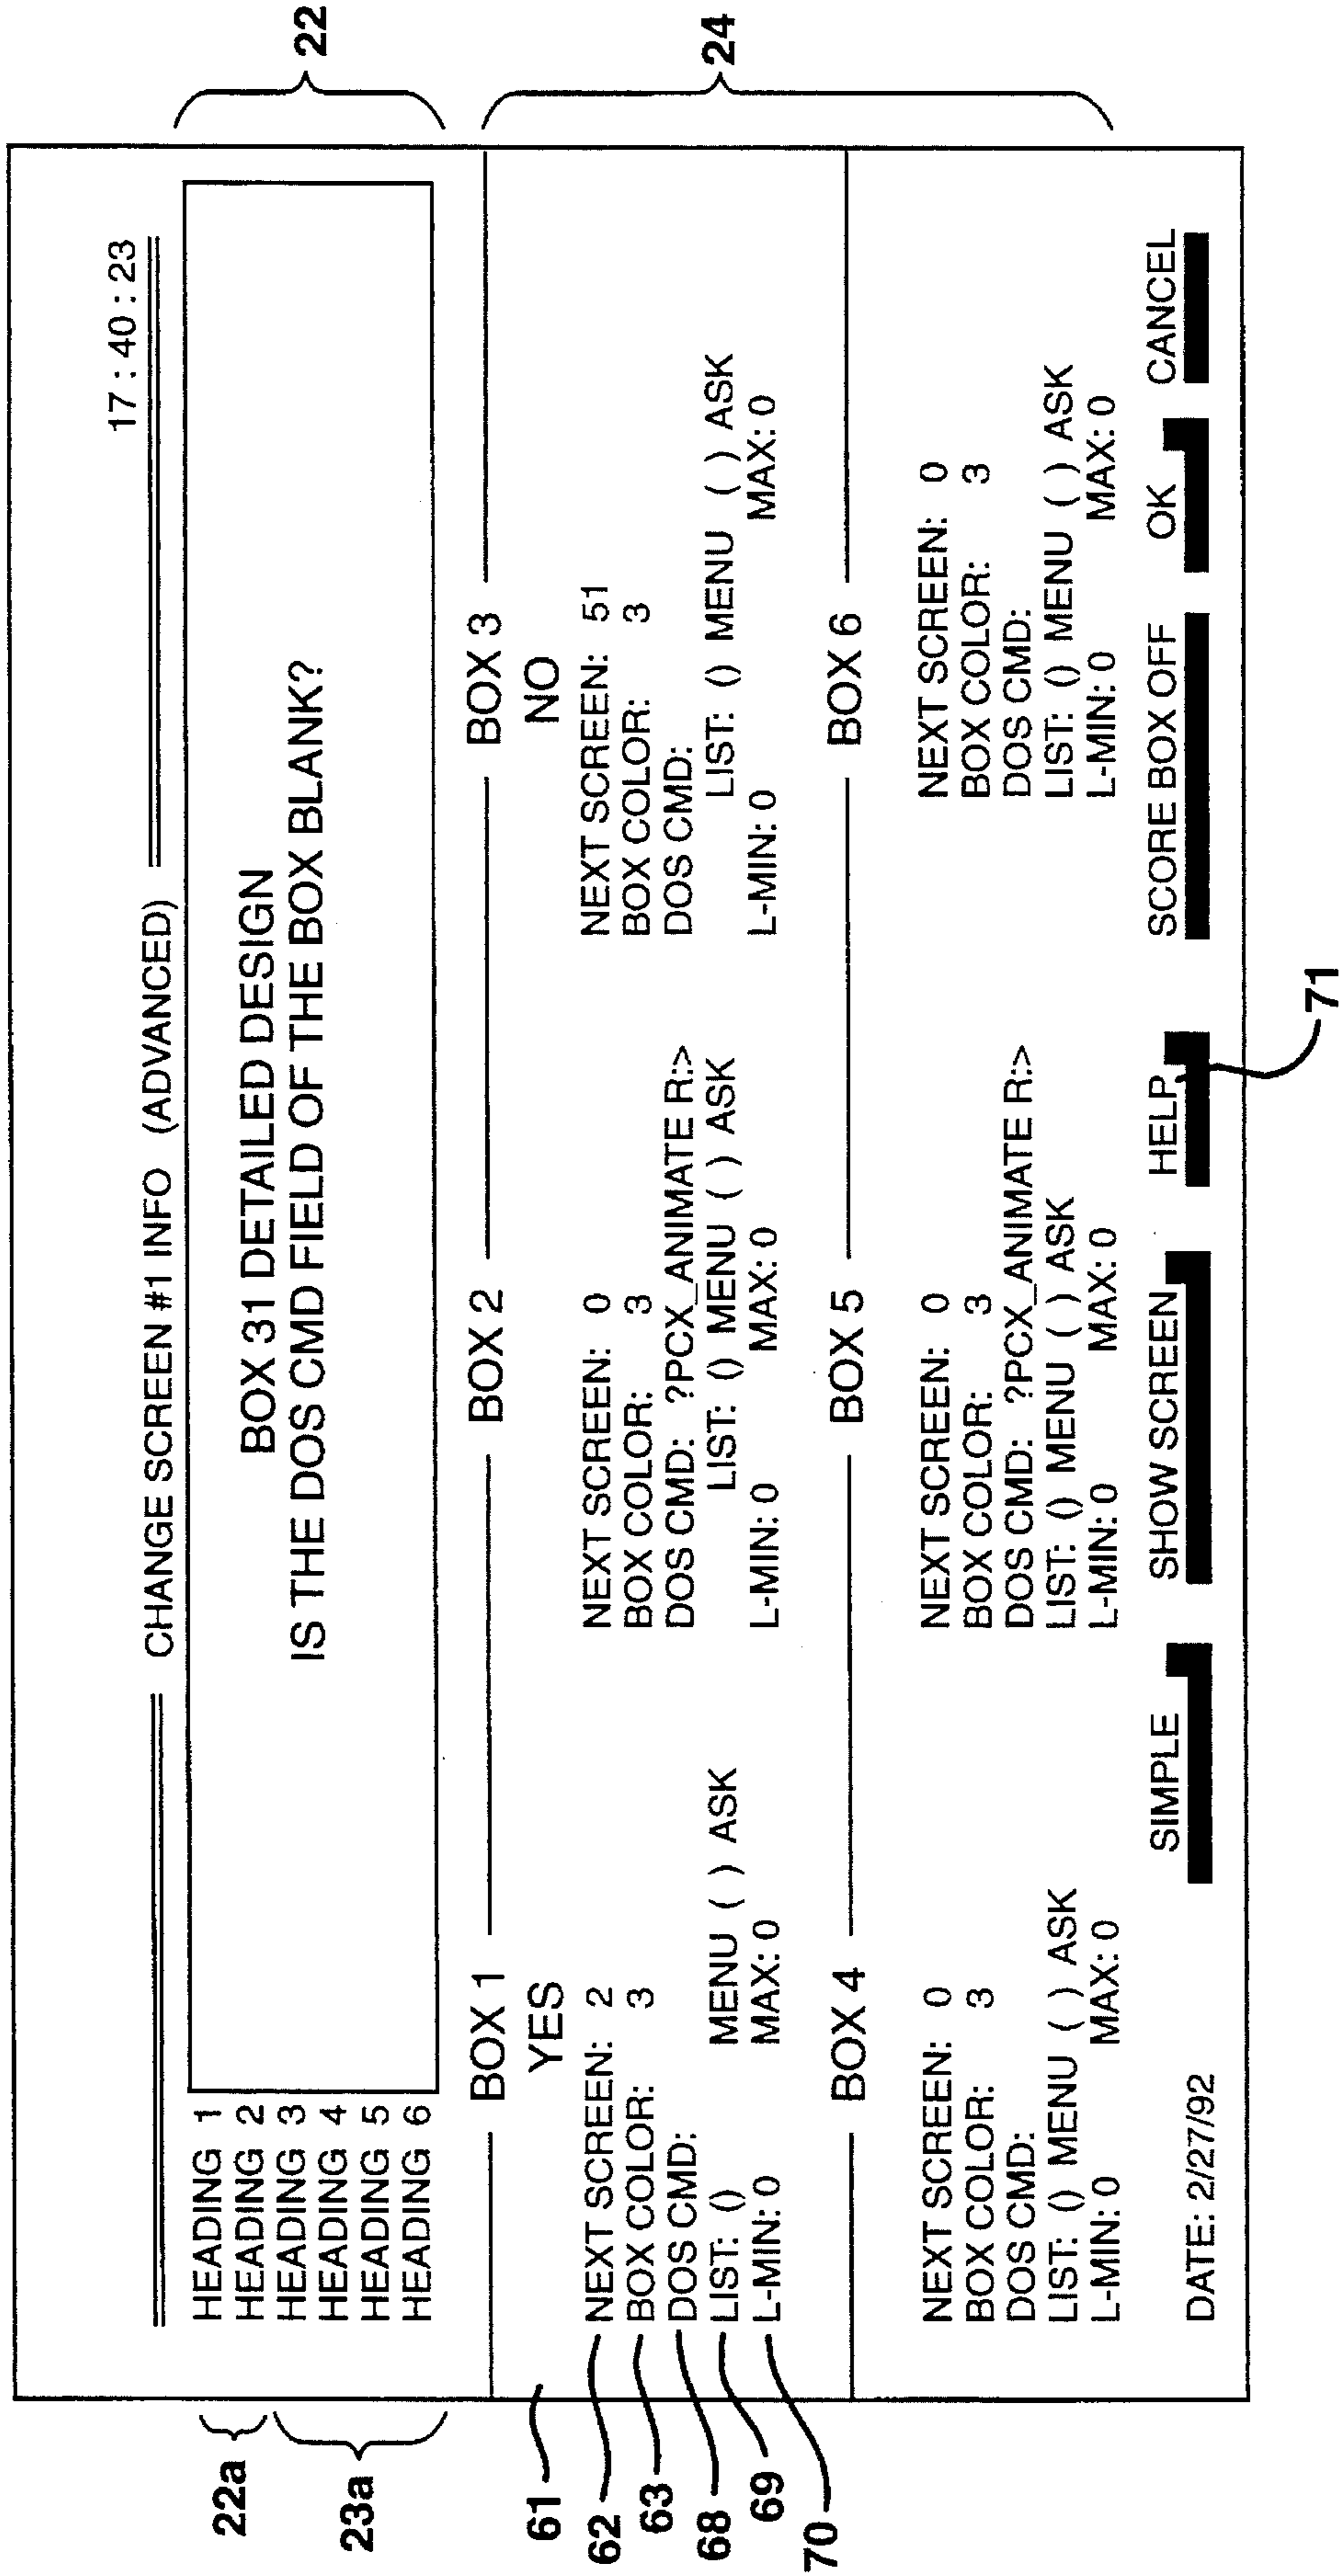 17 : 40 : 23
CHANGE SCREEN #1 INFO (ADVANCED)
HEADING 1
HEADING 2
HEADING 3
HEADING 4
HEADING 5
HEADING 6
BOX 31 DETAILED DESIGN
IS THE DOS CMD FIELD OF THE BOX BLANK?
22
22a
23a
24
BOX 1
YES
NEXT SCREEN: 2
BOX COLOR: 3
DOS CMD:
LIST: () MENU ( ) ASK
L-MIN: 0 MAX: 0
BOX 2
NEXT SCREEN: 0
BOX COLOR: 3
DOS CMD: ?PCX_ANIMATE R:>
LIST: () MENU ( ) ASK
L-MIN: 0 MAX: 0
BOX 3
NO
NEXT SCREEN: 51
BOX COLOR: 3
DOS CMD:
LIST: () MENU ( ) ASK
L-MIN: 0 MAX: 0
61
62
63
68
69
70
BOX 4
NEXT SCREEN: 0
BOX COLOR: 3
DOS CMD:
LIST: () MENU ( ) ASK
L-MIN: 0 MAX: 0
BOX 5
NEXT SCREEN: 0
BOX COLOR: 3
DOS CMD: ?PCX_ANIMATE R:>
LIST: () MENU ( ) ASK
L-MIN: 0 MAX: 0
BOX 6
NEXT SCREEN: 0
BOX COLOR: 3
DOS CMD:
LIST: () MENU ( ) ASK
L-MIN: 0 MAX: 0
DATE: 2/27/92
SIMPLE
SHOW SCREEN
HELP
SCORE BOX OFF
OK
CANCEL
71